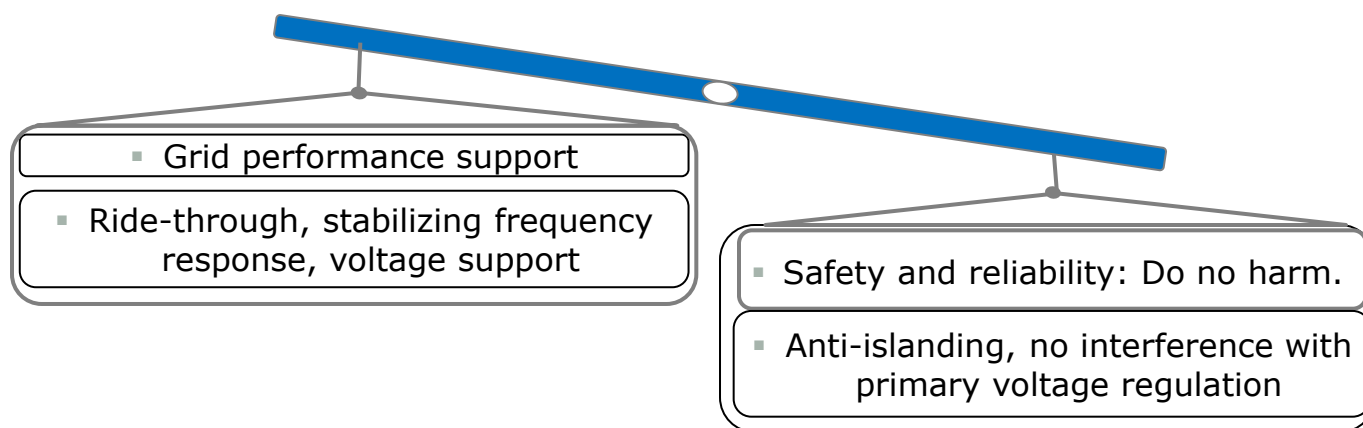 ▪ Grid performance support
▪ Ride-through, stabilizing frequency
response, voltage support
▪ Safety and reliability: Do no harm.
▪ Anti-islanding, no interference with
primary voltage regulation